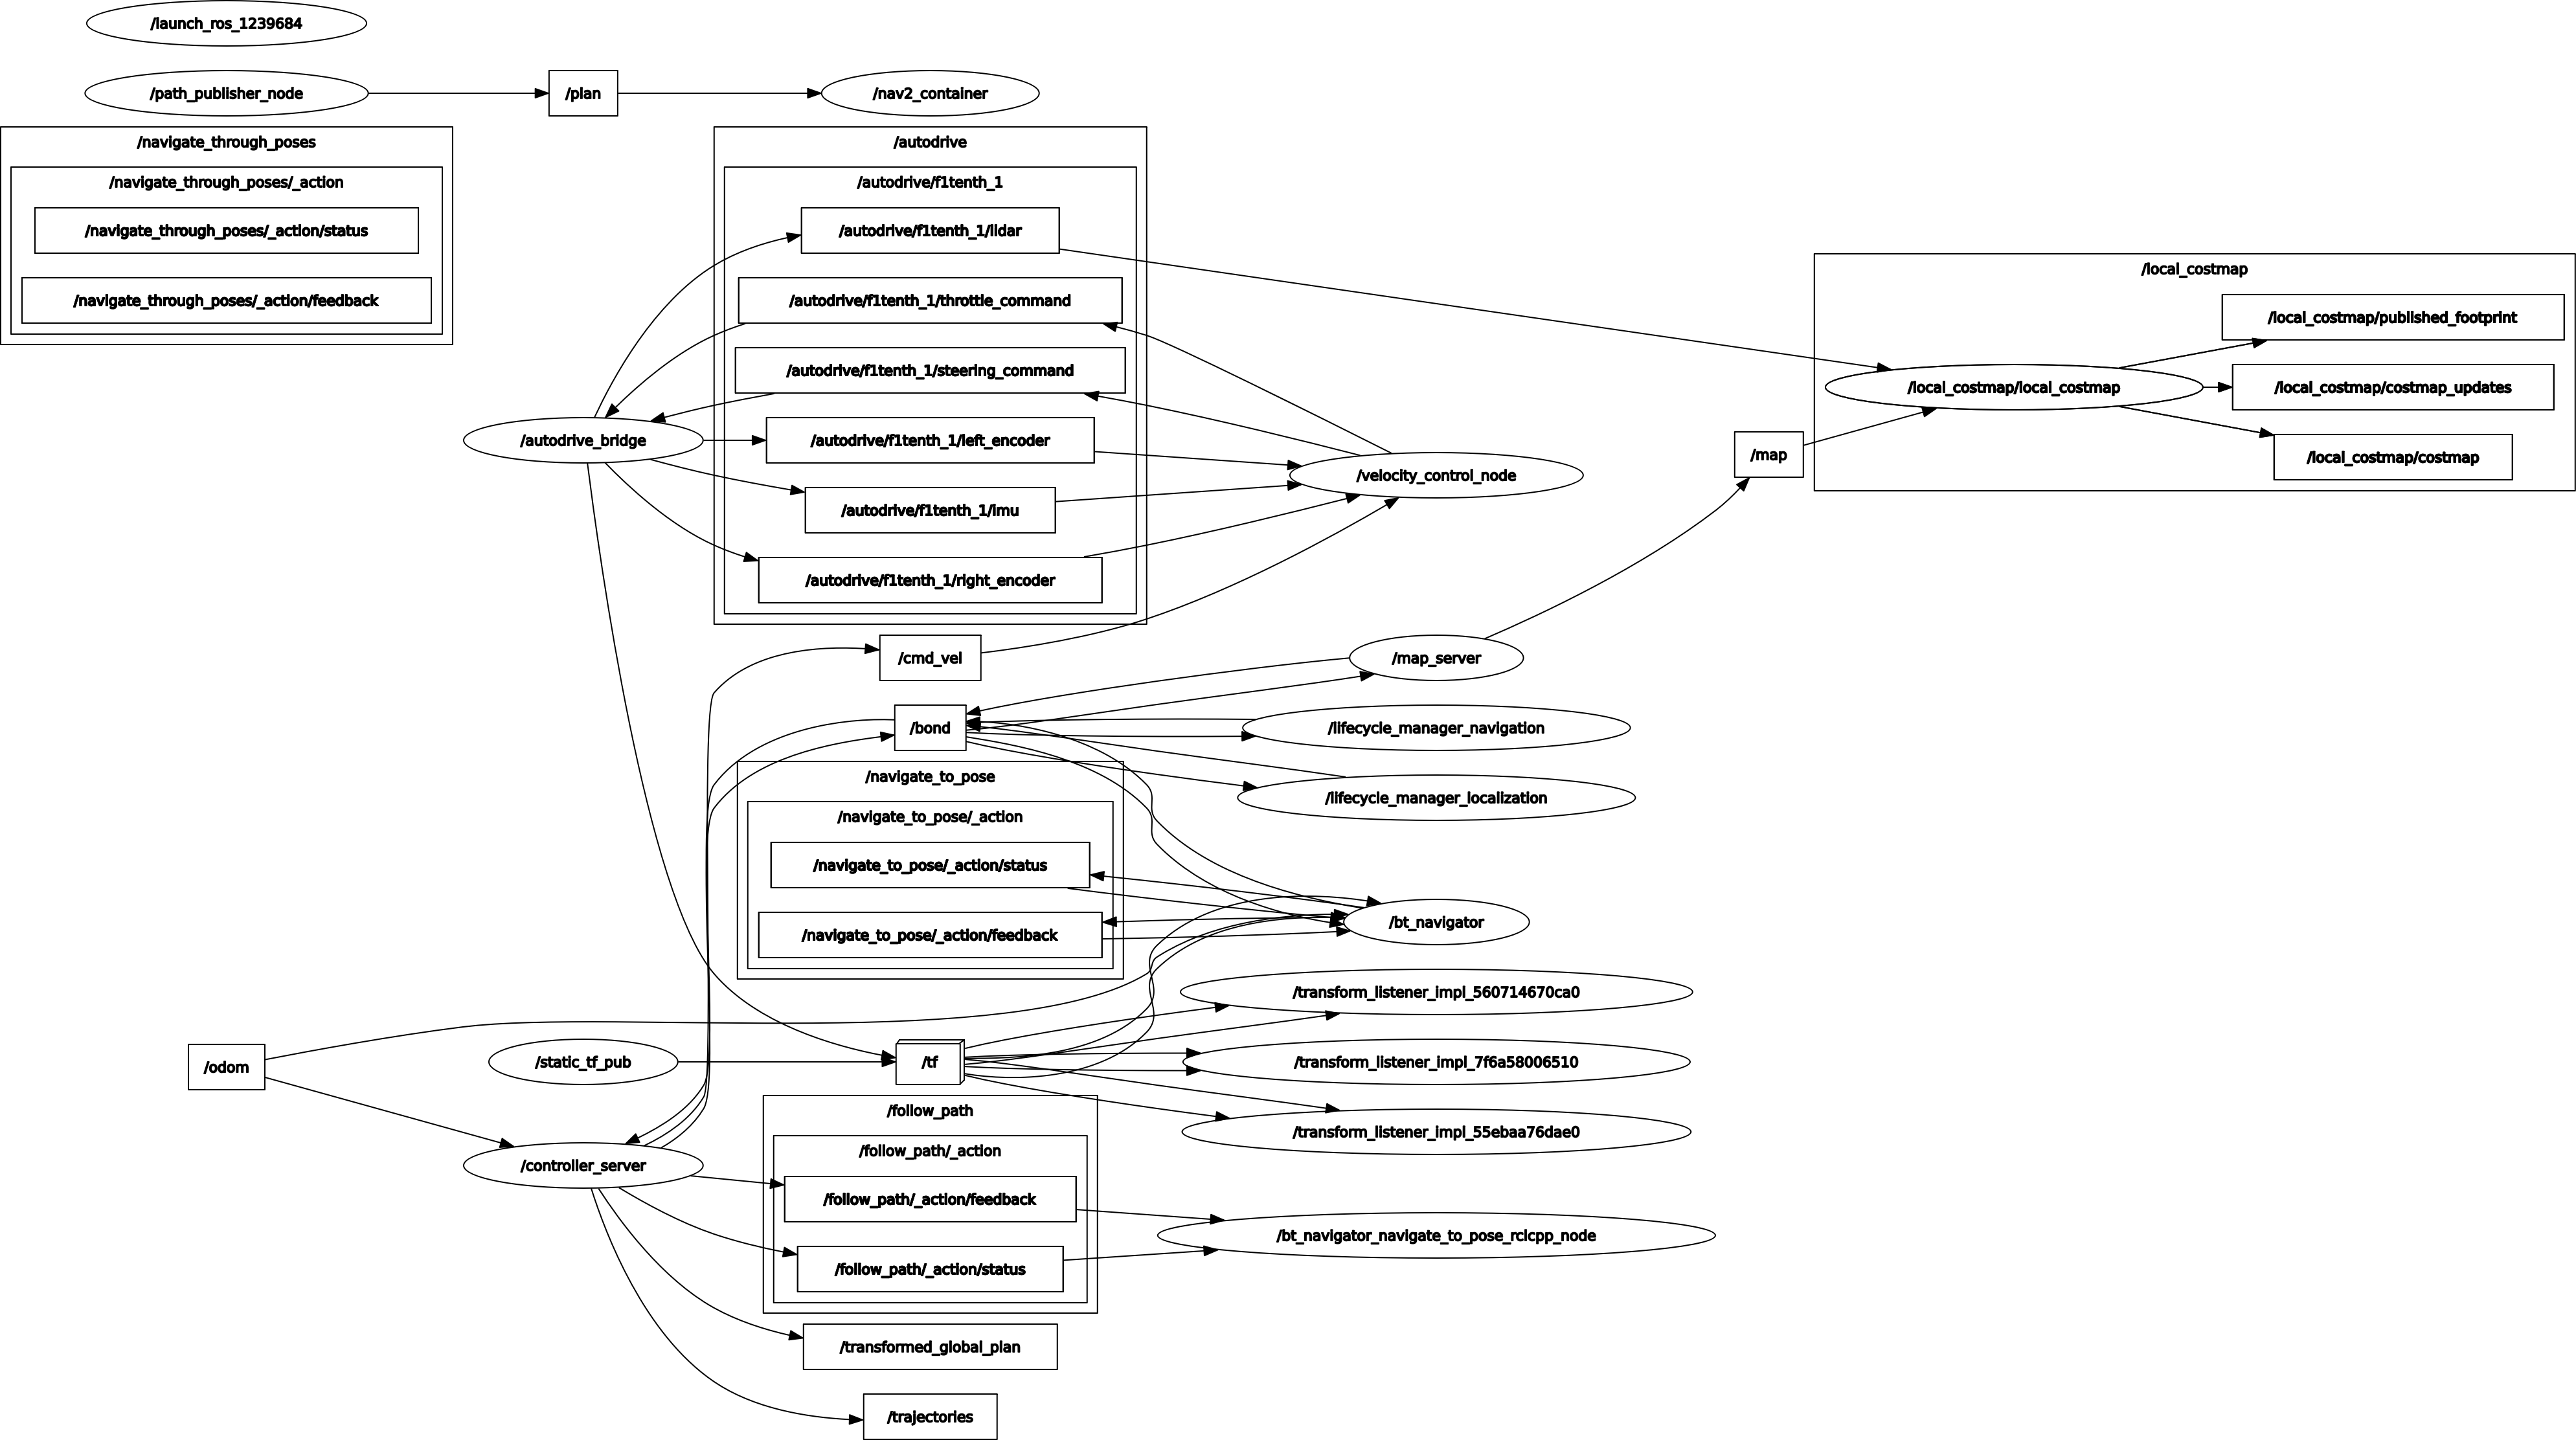 /launch_ros_1239684
/path_publisher_node
/plan
/nav2_container
/navigate_through_poses
/navigate_through_poses/_action
/navigate_through_poses/_action/status
/navigate_through_poses/_action/feedback
/autodrive
/autodrive/f1tenth_1
/autodrive/f1tenth_1/lidar
/autodrive/f1tenth_1/throttle_command
/autodrive/f1tenth_1/steering_command
/autodrive/f1tenth_1/left_encoder
/autodrive/f1tenth_1/imu
/autodrive/f1tenth_1/right_encoder
/autodrive_bridge
/velocity_control_node
/map
/local_costmap
/local_costmap/published_footprint
/local_costmap/local_costmap
/local_costmap/costmap_updates
/local_costmap/costmap
/cmd_vel
/map_server
/bond
/lifecycle_manager_navigation
/lifecycle_manager_localization
/navigate_to_pose
/navigate_to_pose/_action
/navigate_to_pose/_action/status
/navigate_to_pose/_action/feedback
/bt_navigator
/transform_listener_impl_560714670ca0
/odom
/static_tf_pub
/tf
/transform_listener_impl_7f6a58006510
/transform_listener_impl_55ebaa76dae0
/controller_server
/follow_path
/follow_path/_action
/follow_path/_action/feedback
/follow_path/_action/status
/bt_navigator_navigate_to_pose_rclcpp_node
/transformed_global_plan
/trajectories